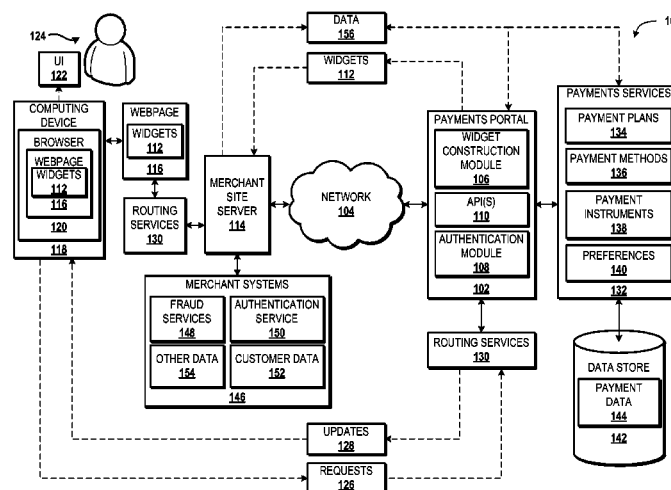 124
UI
122
DATA
156
WIDGETS
112
10
COMPUTING
DEVICE
BROWSER
WEBPAGE
WIDGETS
112
116
120
118
WEBPAGE
WIDGETS
112
116
ROUTING
SERVICES
130
MERCHANT
SITE
SERVER
114
NETWORK
104
PAYMENTS PORTAL
WIDGET
CONSTRUCTION
MODULE
106
API(S)
110
AUTHENTICATION
MODULE
108
102
PAYMENTS SERVICES
PAYMENT PLANS
134
PAYMENT METHODS
136
PAYMENT
INSTRUMENTS
138
PREFERENCES
140
132
MERCHANT SYSTEMS
FRAUD
SERVICES
148
AUTHENTICATION
SERVICE
150
OTHER DATA
154
CUSTOMER DATA
152
146
ROUTING SERVICES
130
DATA STORE
PAYMENT
DATA
144
142
UPDATES
128
REQUESTS
126